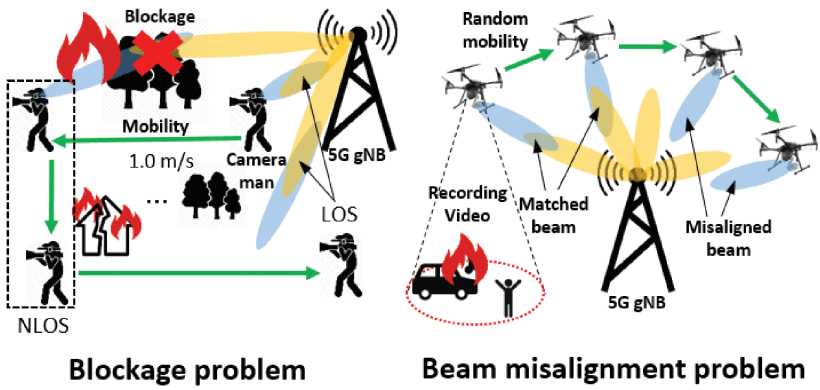 Blockage
Mobility
1.0 m/s
Camera
man
...
LOS
5G gNB
NLOS
Blockage problem
Random
mobility
Recording
Video
Matched
beam
Misaligned
beam
5G gNB
Beam misalignment problem